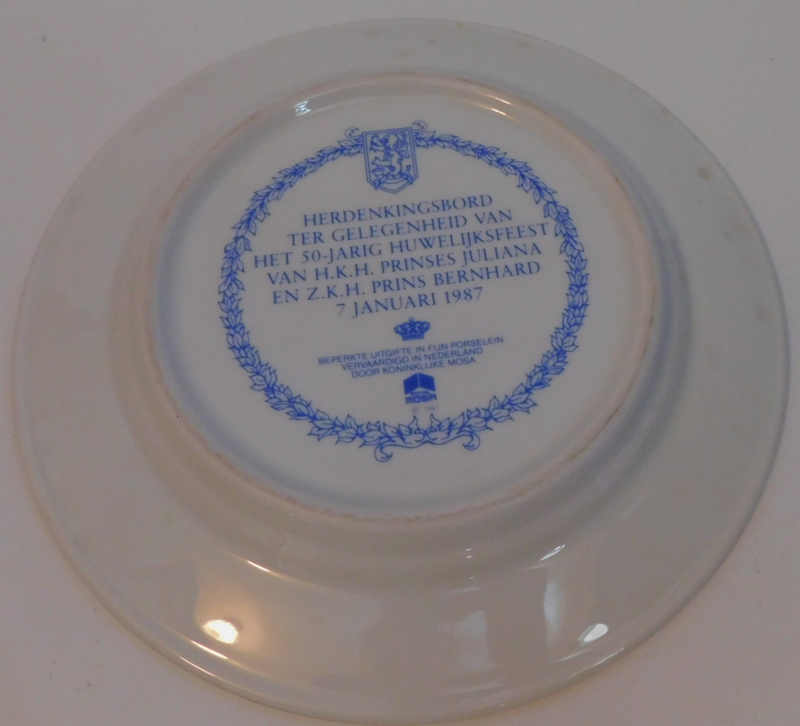 HERDENKINGSBORD
TER GELEGENHEID VAN
HET 50-JARIG HUWELIJKSFEEST
VAN H.K.H. PRINSES JULIANA
EN Z.K.H. PRINS BERNHARD
7 JANUARI 1987
BEPERKTE UITGIFTE IN FIJN PORSELEIN
VERVAARDIGD IN NEDERLAND
DOOR KONINKLIJKE MOSA
MOSA